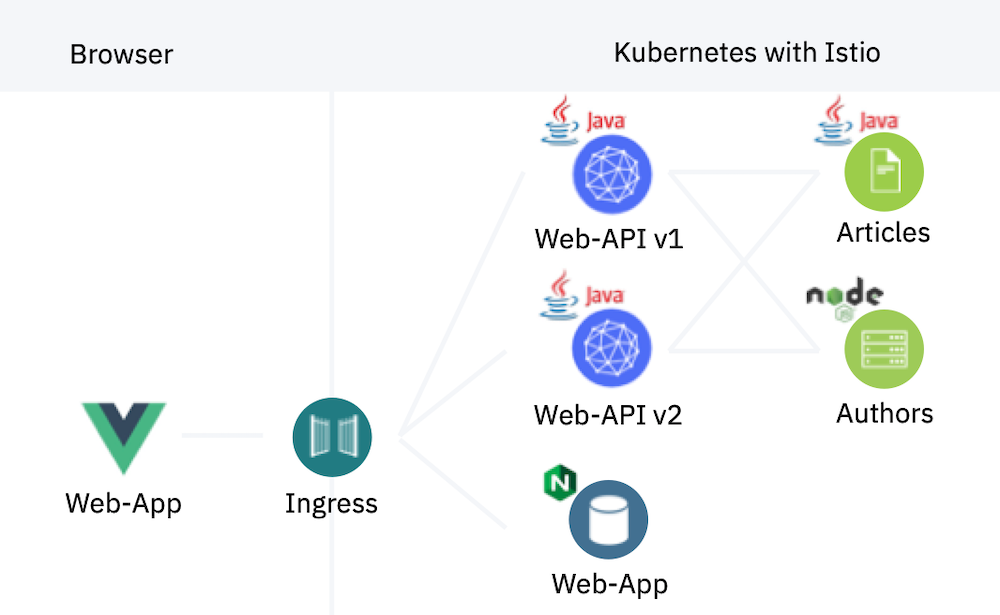 Browser
Kubernetes with Istio
Java
Java
Web-API v1
Articles
Java
node
JS
Web-API v2
Authors
Web-App
Ingress
N
Web-App